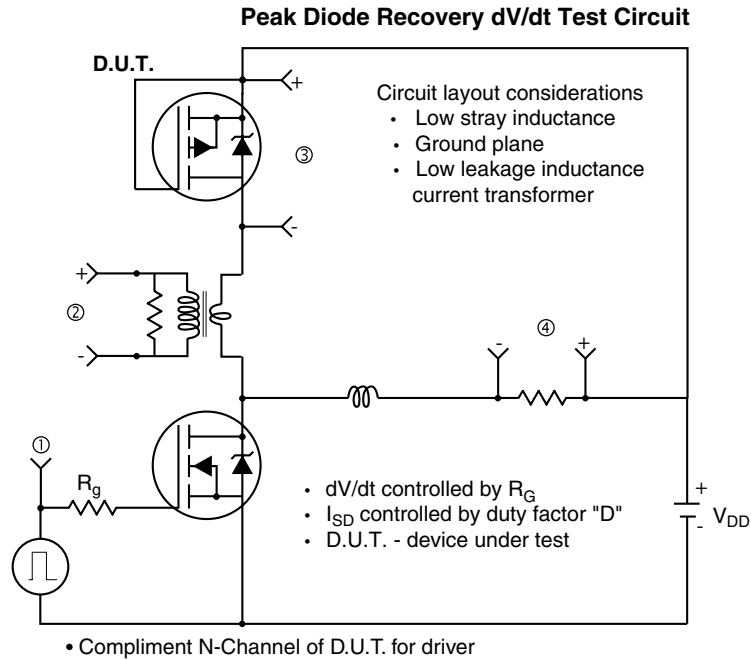 Peak Diode Recovery dV/dt Test Circuit
D.U.T.
+
Circuit layout considerations
• Low stray inductance
• Ground plane
• Low leakage inductance
current transformer
③
-
+
②
-
④
-
+
①
Rg
• dV/dt controlled by RG
• ISD controlled by duty factor "D"
• D.U.T. - device under test
+
-
VDD
• Compliment N-Channel of D.U.T. for driver